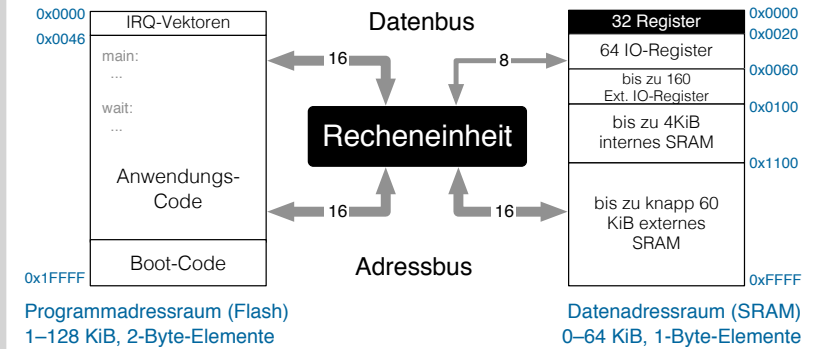 0x0000
IRQ-Vektoren
0x0046
main:
...
wait:
...
Anwendungs-
Code
Boot-Code
0x1FFFF
Programmadressraum (Flash)
1–128 KiB, 2-Byte-Elemente
Datenbus
16
8
Recheneinheit
16
16
Adressbus
32 Register
0x0000
0x0020
64 IO-Register
0x0060
bis zu 160
Ext. IO-Register
0x0100
bis zu 4KiB
internes SRAM
0x1100
bis zu knapp 60
KiB externes
SRAM
0xFFFF
Datenadressraum (SRAM)
0–64 KiB, 1-Byte-Elemente